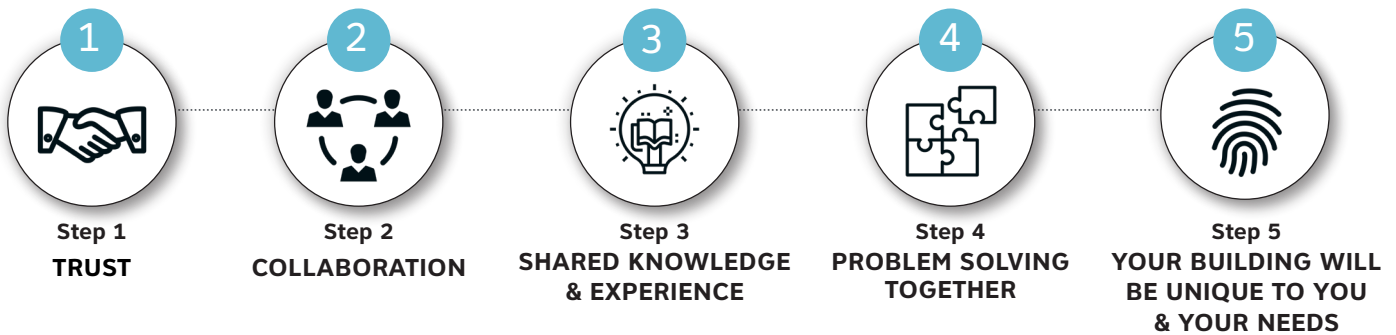 1
2
3
4
5
Step 1
TRUST
Step 2
COLLABORATION
Step 3
SHARED KNOWLEDGE
& EXPERIENCE
Step 4
PROBLEM SOLVING
TOGETHER
Step 5
YOUR BUILDING WILL
BE UNIQUE TO YOU
& YOUR NEEDS